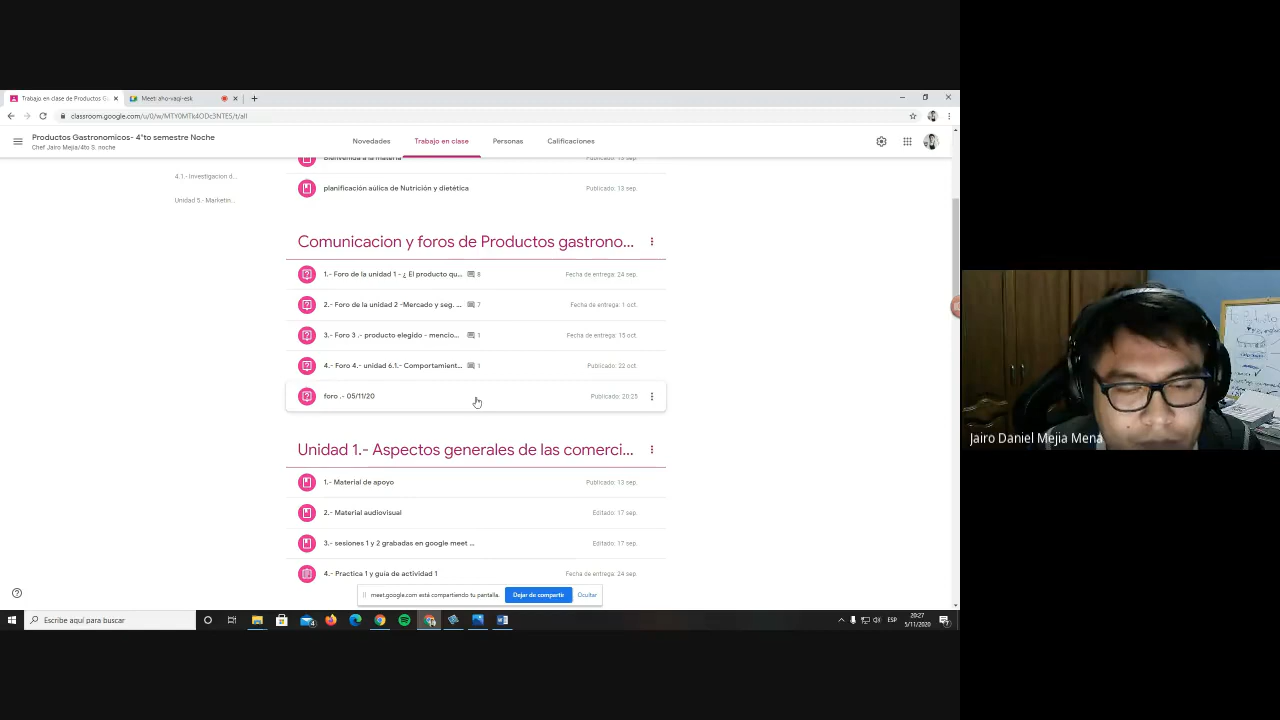 Trabajo en clase de Productos G
Meet: aho-vaqi-esk
classroom.google.com/u/0/w/MTY0MTk4ODc3NTE5/t/all
Productos Gastronomicos- 4°to semestre Noche
Chef Jairo Mejia/4to S. noche
Novedades
Trabajo en clase
Personas
Calificaciones
Bienvenida a la materia
4.1.- Investigacion d...
planificación aúlica de Nutrición y dietética
Publicado: 13 sep.
Unidad 5.- Marketin...
Comunicacion y foros de Productos gastrono...
1.- Foro de la unidad 1 - ¿ El producto qu... 8
Fecha de entrega: 24 sep.
2.- Foro de la unidad 2 -Mercado y seg. ... 7
Fecha de entrega: 1 oct.
3.- Foro 3 .- producto elegido - mencio... 1
Fecha de entrega: 15 oct.
4.- Foro 4.- unidad 6.1.- Comportamient... 1
Publicado: 22 oct.
foro .- 05/11/20
Publicado: 20:25
Unidad 1.- Aspectos generales de las comerci...
1.- Material de apoyo
Publicado: 13 sep.
2.- Material audiovisual
Editado: 17 sep.
3.- sesiones 1 y 2 grabadas en google meet ...
Editado: 17 sep.
4.- Practica 1 y guia de actividad 1
Fecha de entrega: 24 sep.
meet.google.com está compartiendo tu pantalla.
Dejar de compartir
Ocultar
Escribe aquí para buscar
ESP
20:27
5/11/2020
Jairo Daniel Mejia Mena